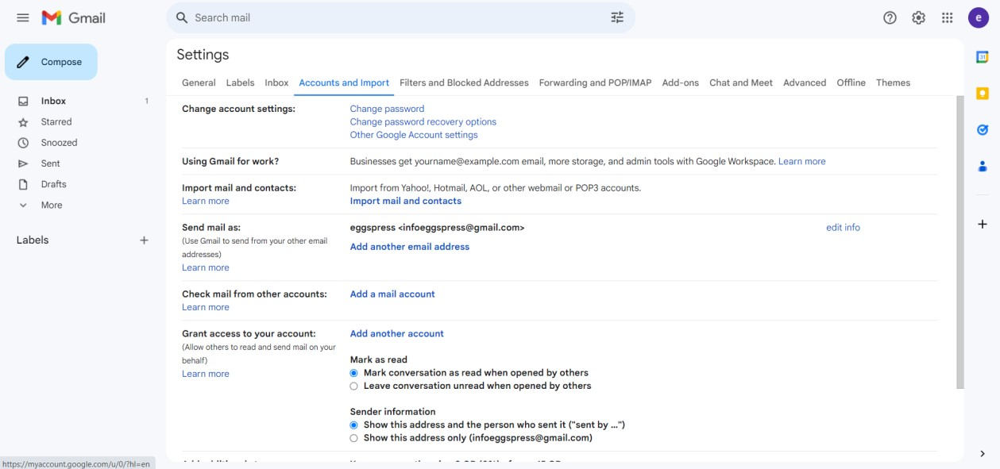 Gmail
Search mail
e
Compose
Settings
31
General Labels Inbox Accounts and Import Filters and Blocked Addresses Forwarding and POP/IMAP Add-ons Chat and Meet Advanced Offline Themes
Inbox 1
Starred
Snoozed
Sent
Drafts
More
Labels
Change account settings: Change password
Change password recovery options
Other Google Account settings
Using Gmail for work? Businesses get yourname@example.com email, more storage, and admin tools with Google Workspace. Learn more
Import mail and contacts: Import from Yahoo!, Hotmail, AOL, or other webmail or POP3 accounts.
Learn more Import mail and contacts
Send mail as: eggspress <infoeggspress@gmail.com> edit info
(Use Gmail to send from your other email
addresses)
Add another email address
Learn more
Check mail from other accounts: Add a mail account
Learn more
Grant access to your account: Add another account
(Allow others to read and send mail on your
behalf)
Learn more
Mark as read
Mark conversation as read when opened by others
Leave conversation unread when opened by others
Sender information
Show this address and the person who sent it ("sent by ...")
Show this address only (infoeggspress@gmail.com)
https://myaccount.google.com/u/0/?hl=en